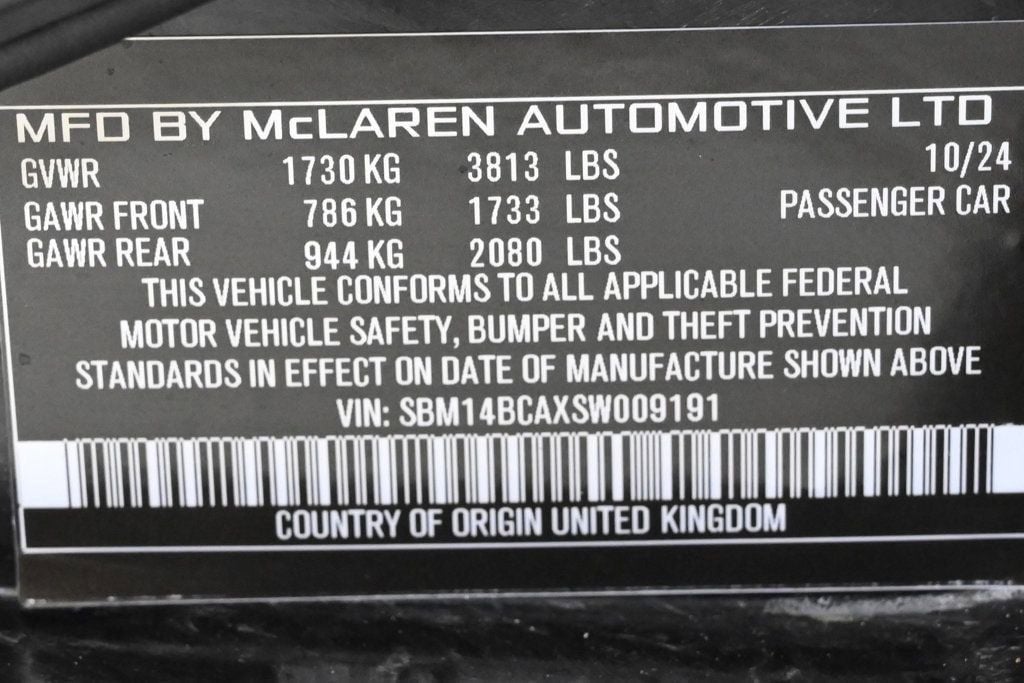 MFD BY McLAREN AUTOMOTIVE LTD
GVWR 1730 KG 3813 LBS 10/24
GAWR FRONT 786 KG 1733 LBS PASSENGER CAR
GAWR REAR 944 KG 2080 LBS
THIS VEHICLE CONFORMS TO ALL APPLICABLE FEDERAL
MOTOR VEHICLE SAFETY, BUMPER AND THEFT PREVENTION
STANDARDS IN EFFECT ON DATE OF MANUFACTURE SHOWN ABOVE
VIN: SBM14BCAXSW009191
COUNTRY OF ORIGIN UNITED KINGDOM